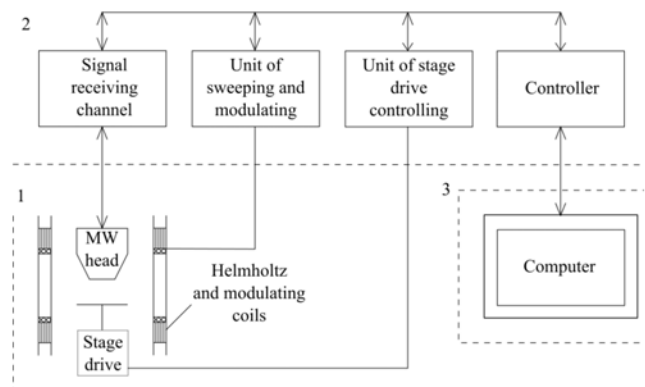 2
Signal
receiving
channel
Unit of
sweeping and
modulating
Unit of stage
drive
controlling
Controller
1
3
MW
head
Helmholtz
and modulating
coils
Stage
drive
Computer